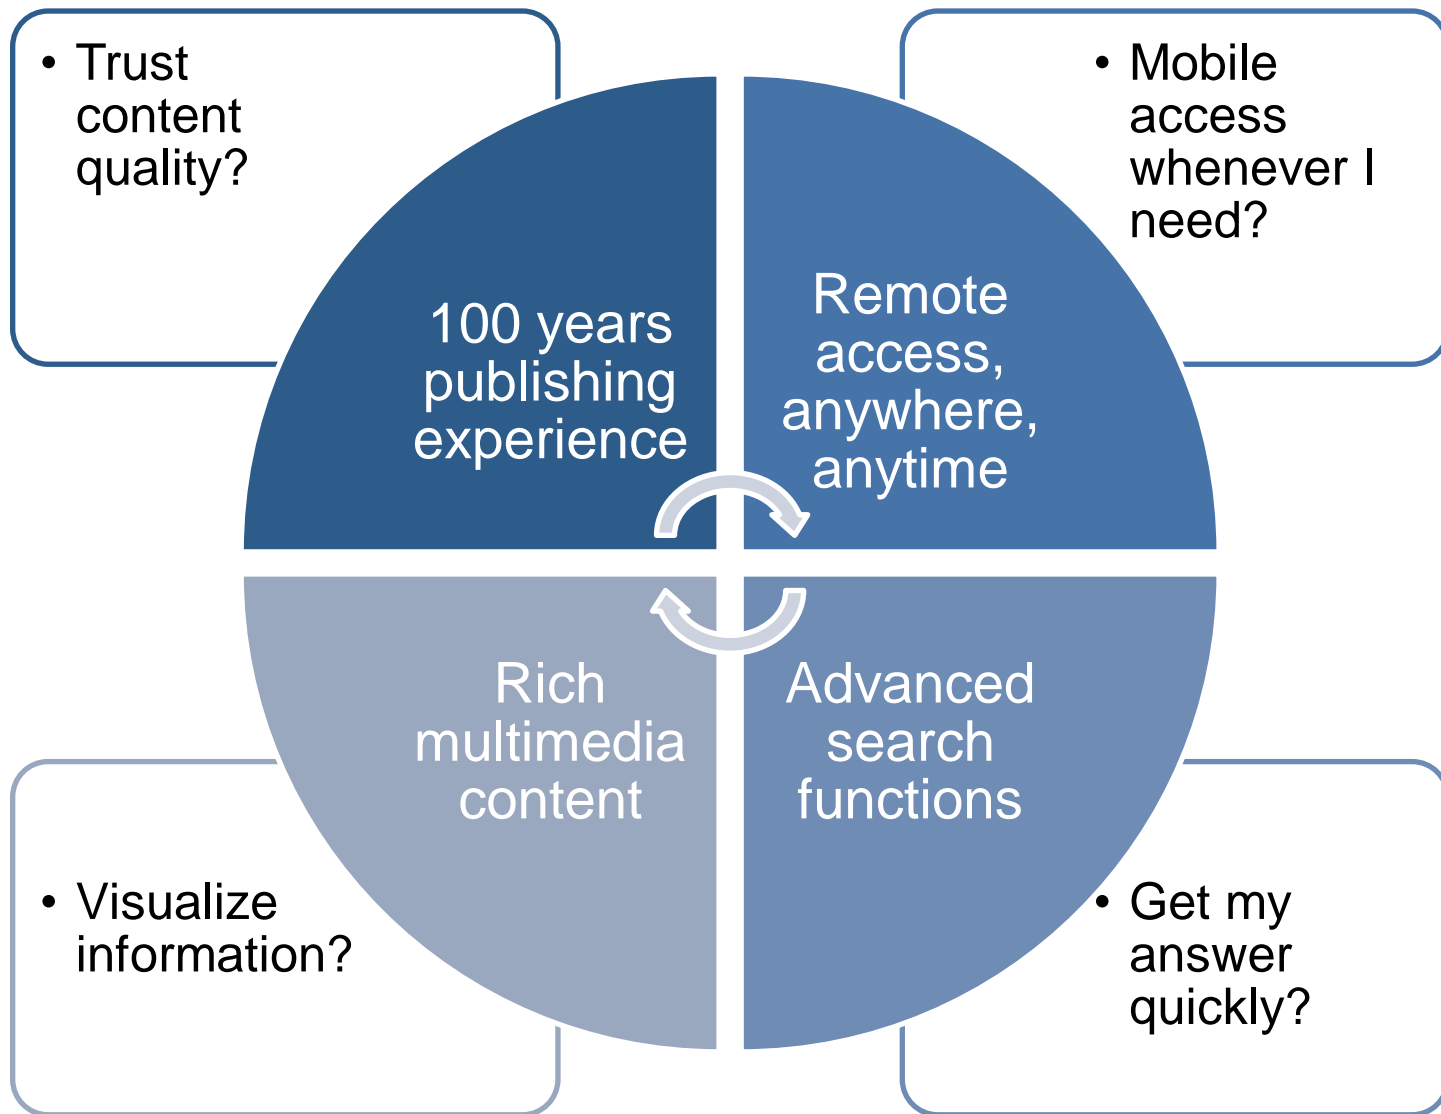 • Trust
content
quality?
• Mobile
access
whenever I
need?
100 years
publishing
experience
Remote
access,
anywhere,
anytime
Rich
multimedia
content
Advanced
search
functions
• Visualize
information?
• Get my
answer
quickly?